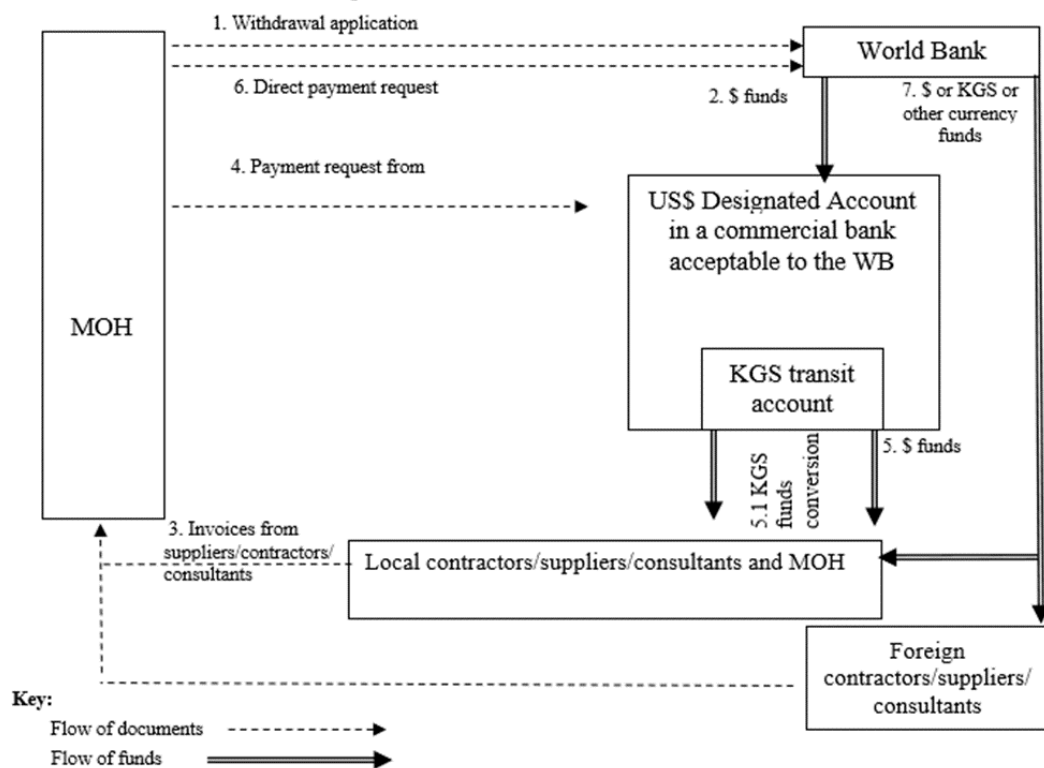 1. Withdrawal application
World Bank
6. Direct payment request
2. $ funds
7. $ or KGS or
other currency
funds
4. Payment request from
US$ Designated Account
in a commercial bank
acceptable to the WB
MOH
KGS transit
account
5.1 KGS
funds
conversion
5. $ funds
3. Invoices from
suppliers/contractors/
consultants
Local contractors/suppliers/consultants and MOH
Foreign
contractors/suppliers/
consultants
Key:
Flow of documents
Flow of funds